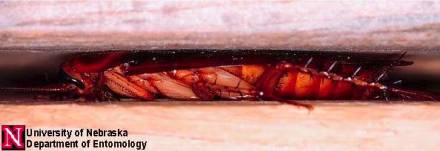 N
University of Nebraska
Department of Entomology